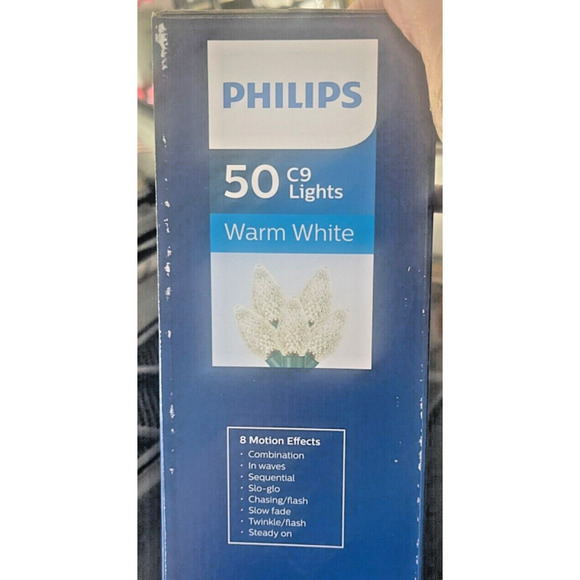 PHILIPS
50 C9
Lights
Warm White
8 Motion Effects
· Combination
· In waves
· Sequential
· Slo-glo
· Chasing/flash
· Slow fade
· Twinkle/flash
· Steady on